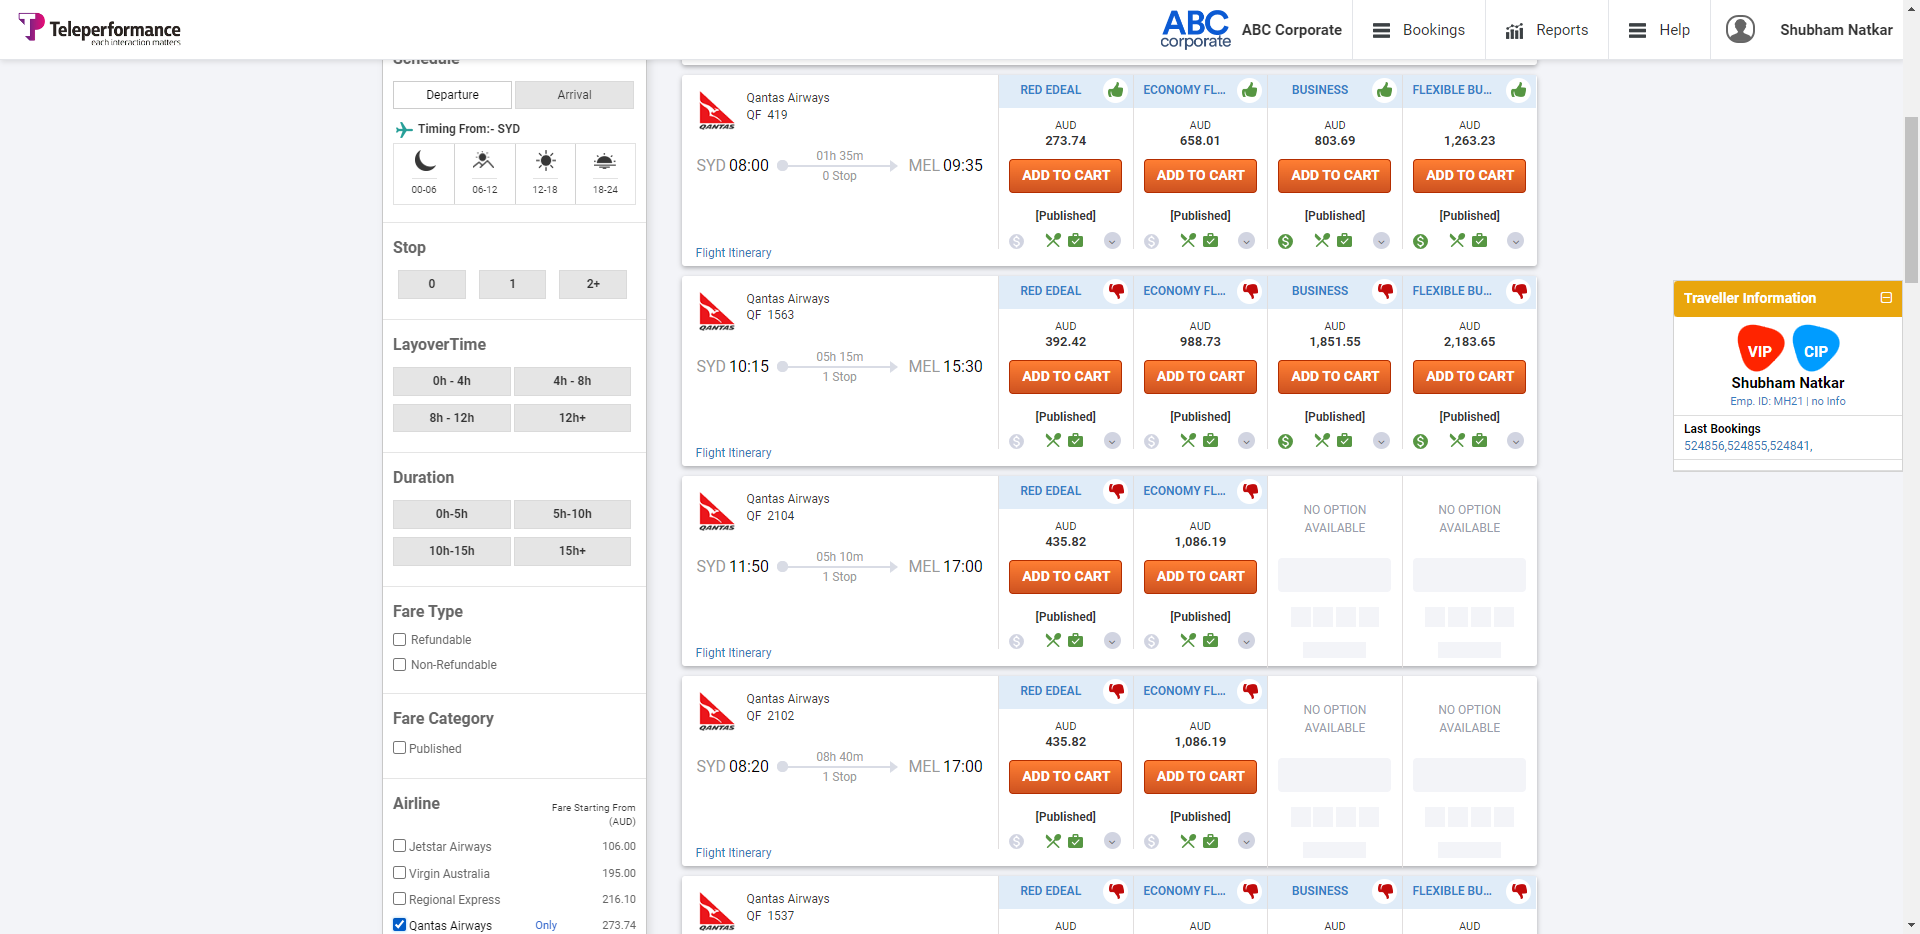 Teleperformance
each interaction matters
ABC
corporate
ABC Corporate
Bookings
Reports
Help
Shubham Natkar
Schedule
Departure
Arrival
Timing From:- SYD
00-06
06-12
12-18
18-24
Stop
0
1
2+
LayoverTime
0h - 4h
4h - 8h
8h - 12h
12h+
Duration
0h-5h
5h-10h
10h-15h
15h+
Fare Type
Refundable
Non-Refundable
Fare Category
Published
Airline
Fare Starting From
(AUD)
Jetstar Airways 106.00
Virgin Australia 195.00
Regional Express 216.10
Qantas Airways Only 273.74
QANTAS
Qantas Airways
QF 419
SYD 08:00
01h 35m
0 Stop
MEL 09:35
Flight Itinerary
RED EDEAL
AUD
273.74
ADD TO CART
[Published]
ECONOMY FL...
AUD
658.01
ADD TO CART
[Published]
BUSINESS
AUD
803.69
ADD TO CART
[Published]
FLEXIBLE BU...
AUD
1,263.23
ADD TO CART
[Published]
QANTAS
Qantas Airways
QF 1563
SYD 10:15
05h 15m
1 Stop
MEL 15:30
Flight Itinerary
RED EDEAL
AUD
392.42
ADD TO CART
[Published]
ECONOMY FL...
AUD
988.73
ADD TO CART
[Published]
BUSINESS
AUD
1,851.55
ADD TO CART
[Published]
FLEXIBLE BU...
AUD
2,183.65
ADD TO CART
[Published]
QANTAS
Qantas Airways
QF 2104
SYD 11:50
05h 10m
1 Stop
MEL 17:00
Flight Itinerary
RED EDEAL
AUD
435.82
ADD TO CART
[Published]
ECONOMY FL...
AUD
1,086.19
ADD TO CART
[Published]
NO OPTION
AVAILABLE
NO OPTION
AVAILABLE
QANTAS
Qantas Airways
QF 2102
SYD 08:20
08h 40m
1 Stop
MEL 17:00
Flight Itinerary
RED EDEAL
AUD
435.82
ADD TO CART
[Published]
ECONOMY FL...
AUD
1,086.19
ADD TO CART
[Published]
NO OPTION
AVAILABLE
NO OPTION
AVAILABLE
QANTAS
Qantas Airways
QF 1537
RED EDEAL
AUD
ECONOMY FL...
AUD
BUSINESS
AUD
FLEXIBLE BU...
AUD
Traveller Information
VIP
CIP
Shubham Natkar
Emp. ID: MH21 | no Info
Last Bookings
524856,524855,524841,